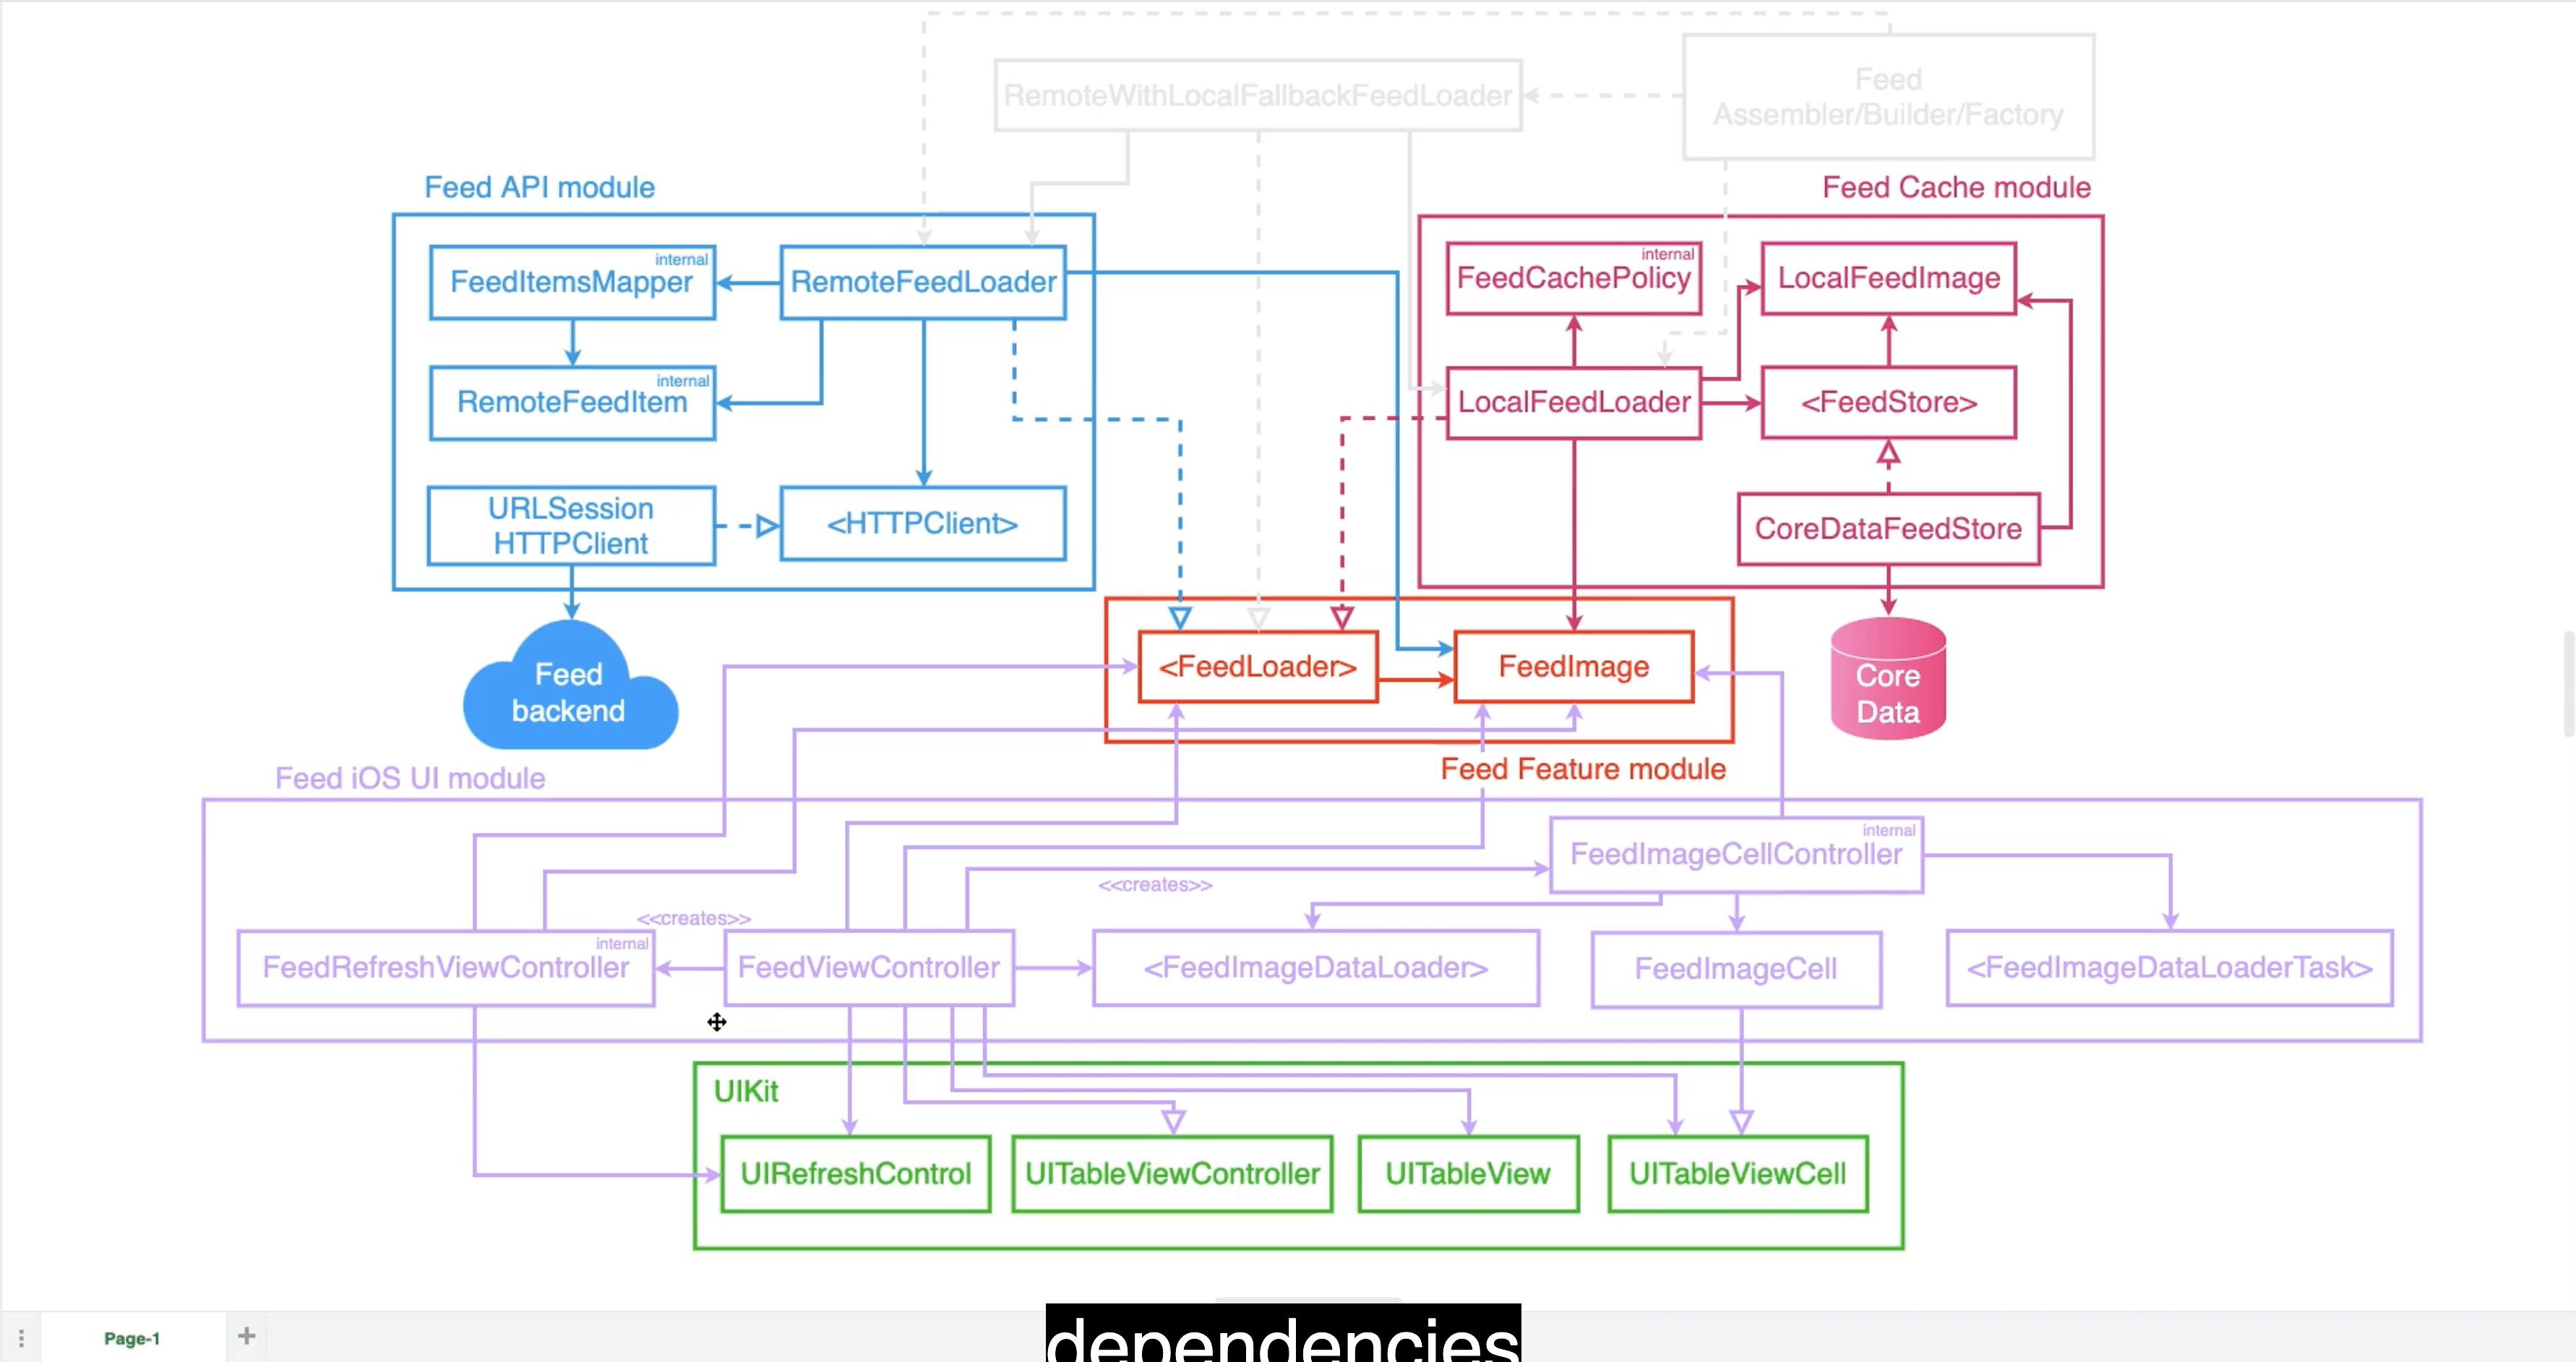 RemoteWithLocalFallbackFeedLoader
Feed
Assembler/Builder/Factory
Feed API module
Feed Cache module
internal
FeedItemsMapper
RemoteFeedLoader
internal
FeedCachePolicy
LocalFeedImage
internal
RemoteFeedItem
LocalFeedLoader
<FeedStore>
URLSession
HTTPClient
<HTTPClient>
CoreDataFeedStore
Feed
backend
<FeedLoader>
FeedImage
Core
Data
Feed iOS UI module
Feed Feature module
internal
FeedImageCellController
<<creates>>
<<creates>>
internal
FeedRefreshViewController
FeedViewController
<FeedImageDataLoader>
FeedImageCell
<FeedImageDataLoaderTask>
UIKit
UIRefreshControl
UITableViewController
UITableView
UITableViewCell
Page-1
dependencies